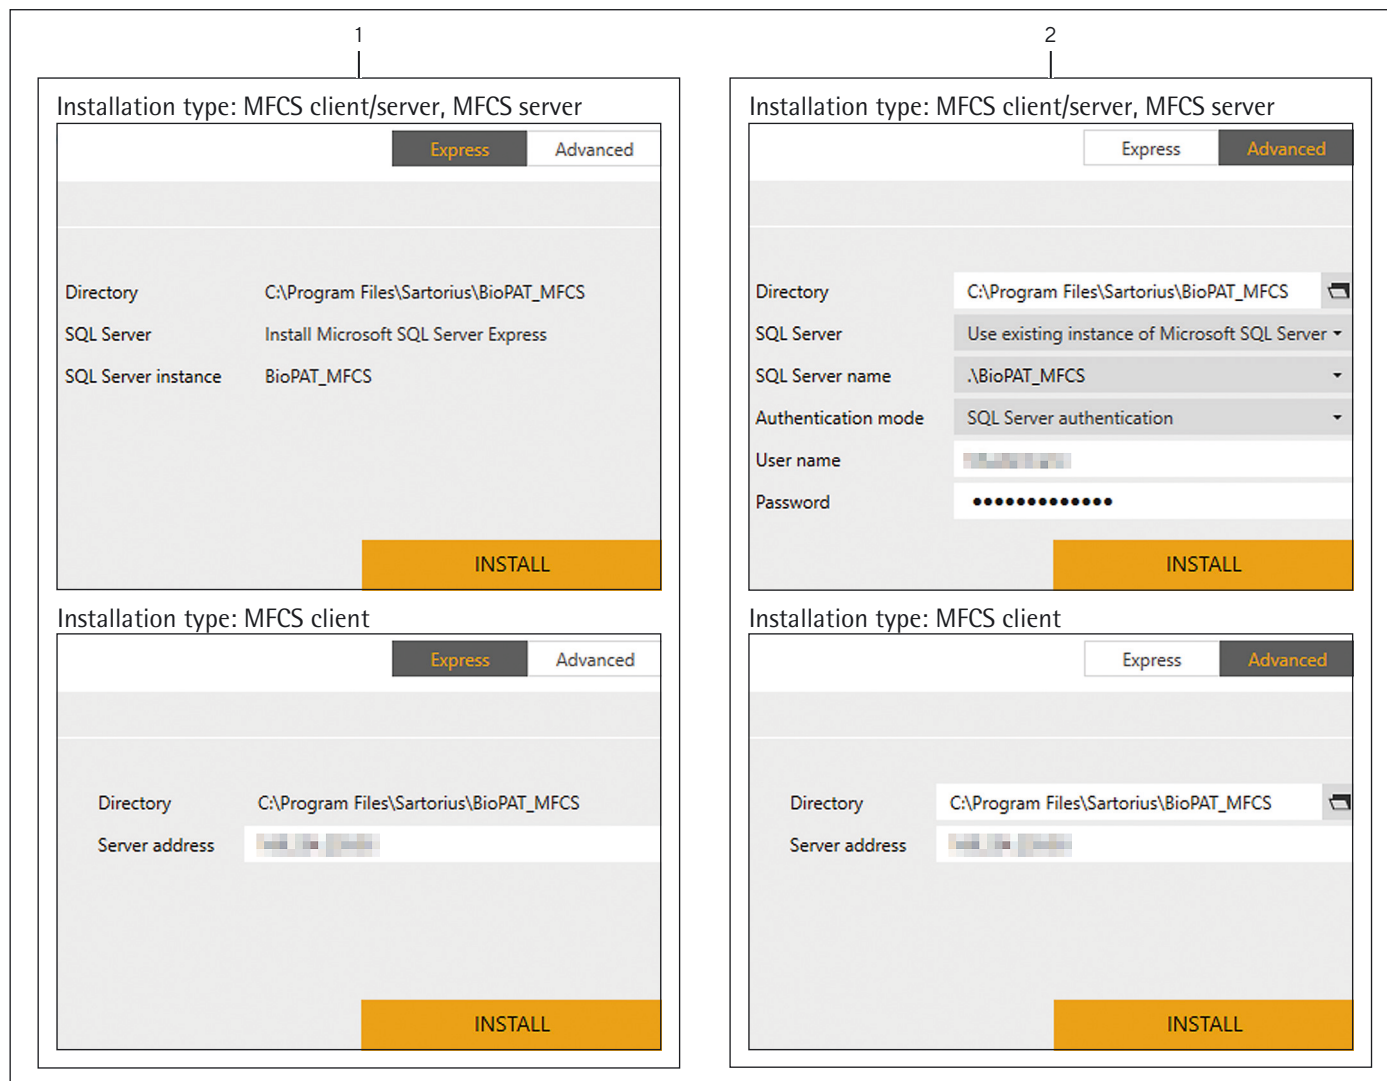 1
Installation type: MFCS client/server, MFCS server
Express Advanced
Directory C:\Program Files\Sartorius\BioPAT_MFCS
SQL Server Install Microsoft SQL Server Express
SQL Server instance BioPAT_MFCS
INSTALL
Installation type: MFCS client
Express Advanced
Directory C:\Program Files\Sartorius\BioPAT_MFCS
Server address
INSTALL
2
Installation type: MFCS client/server, MFCS server
Express Advanced
Directory C:\Program Files\Sartorius\BioPAT_MFCS
SQL Server Use existing instance of Microsoft SQL Server
SQL Server name .\BioPAT_MFCS
Authentication mode SQL Server authentication
User name
Password •••••••••••••
INSTALL
Installation type: MFCS client
Express Advanced
Directory C:\Program Files\Sartorius\BioPAT_MFCS
Server address
INSTALL